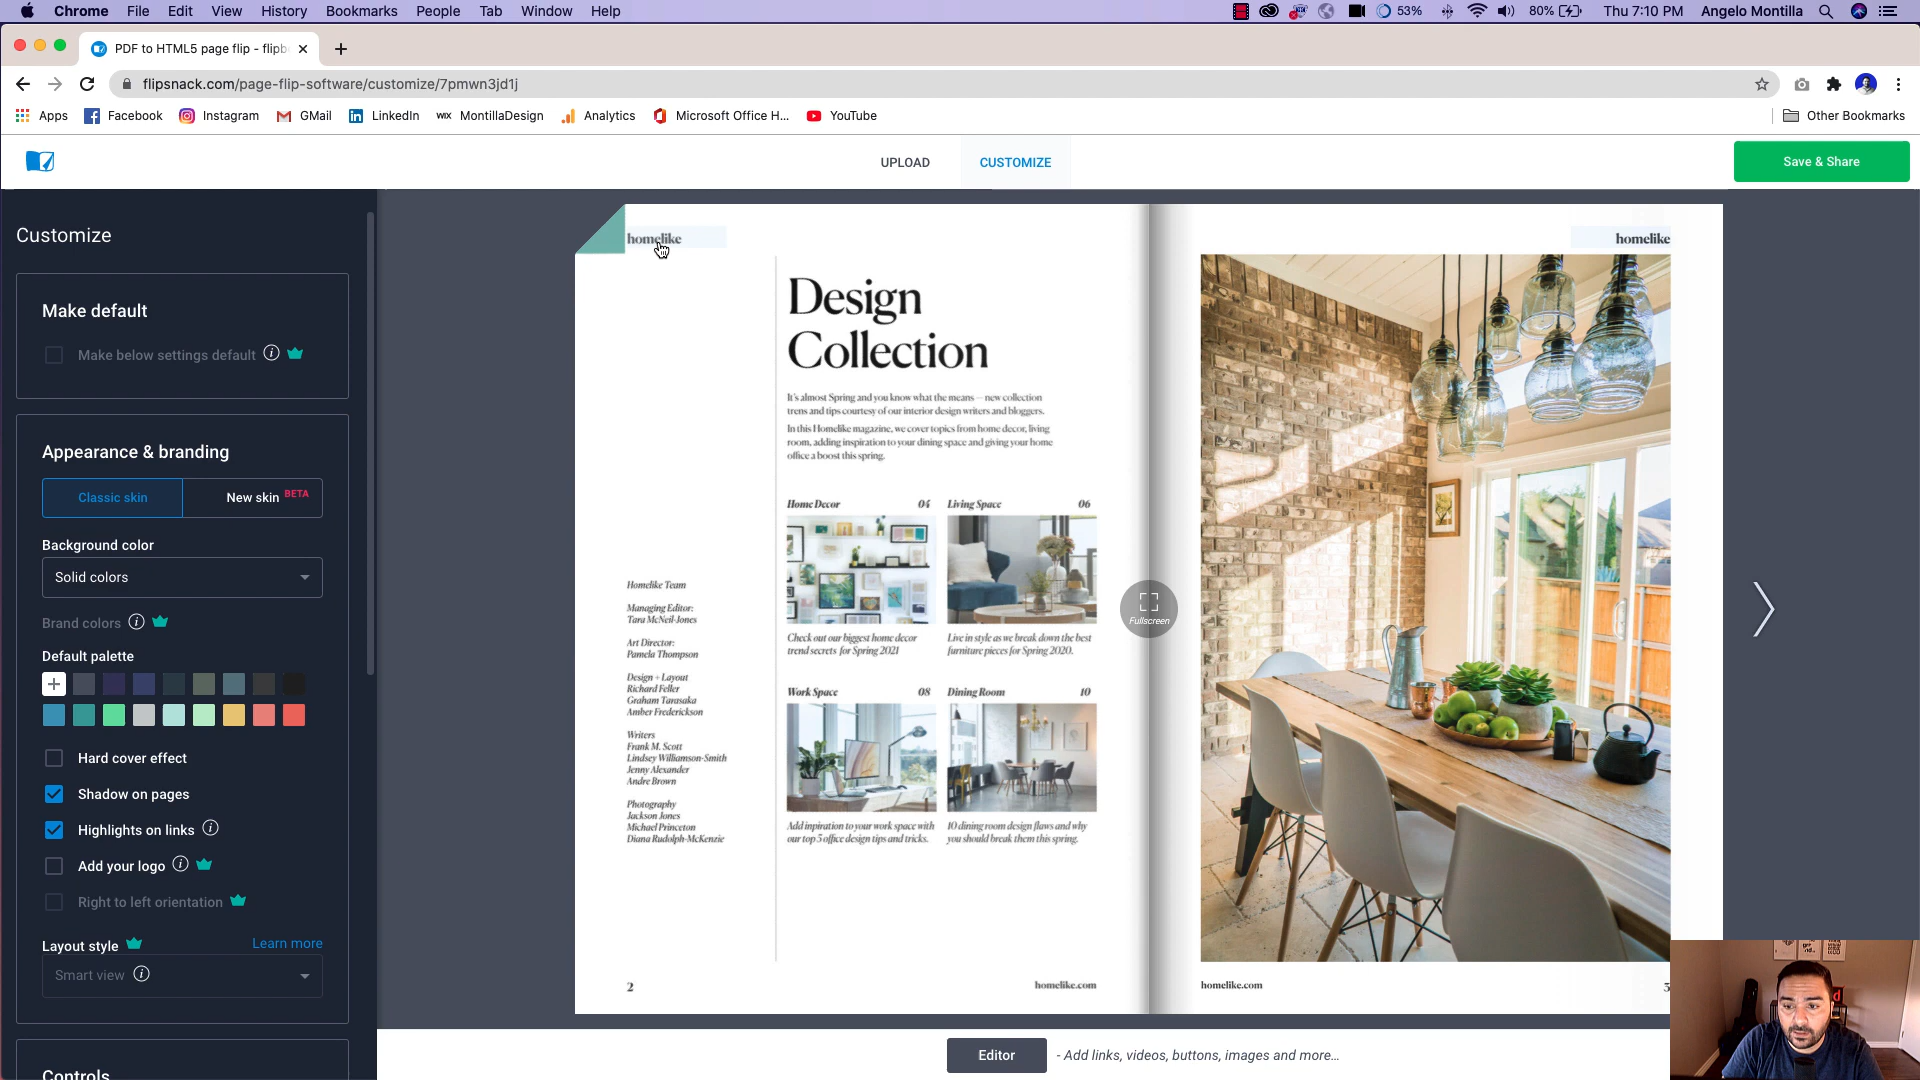 Chrome File Edit View History Bookmarks People Tab Window Help
53% 80% Thu 7:10 PM Angelo Montilla
PDF to HTML5 page flip - flipb
flipsnack.com/page-flip-software/customize/7pmwn3jd1j
Apps Facebook Instagram GMail LinkedIn WIX MontillaDesign Analytics Microsoft Office H... YouTube Other Bookmarks
UPLOAD CUSTOMIZE Save & Share
Customize
Make default
Make below settings default
Appearance & branding
Classic skin New skin BETA
Background color
Solid colors
Brand colors
Default palette
Hard cover effect
Shadow on pages
Highlights on links
Add your logo
Right to left orientation
Layout style Learn more
Smart view
Controls
homelike
Design
Collection
It's almost Spring and you know what the means — new collection
trens and tips courtesy of our interior design writers and bloggers.
In this Homelike magazine, we cover topics from home decor, living
room, adding inspiration to your dining space and giving your home
office a boost this spring.
Home Decor 04 Living Space 06
Check out our biggest home decor
trend secrets for Spring 2021
Live in style as we break down the best
furniture pieces for Spring 2020.
Work Space 08 Dining Room 10
Add inpiration to your work space with
our top 5 office design tips and tricks.
10 dining room design flaws and why
you should break them this spring.
Homelike Team
Managing Editor:
Tara McNeil-Jones
Art Director:
Pamela Thompson
Design + Layout
Richard Feller
Graham Tarasaka
Amber Frederickson
Writers
Frank M. Scott
Lindsey Williamson-Smith
Jenny Alexander
Andre Brown
Photography
Jackson Jones
Michael Princeton
Diana Rudolph-McKenzie
2 homelike.com
Fullscreen
homelike
homelike.com 3
Editor - Add links, videos, buttons, images and more...